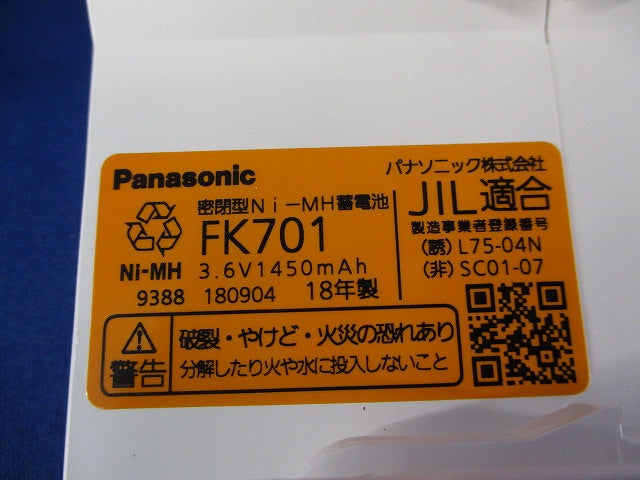 Panasonic
密閉型Ni－MH蓄電池
FK701
Ni-MH 3.6V1450mAh
9388 180904 18年製
パナソニック株式会社
JIL適合
製造事業者登録番号
(誘) L75-04N
(非) SC01-07
警告
破裂・やけど・火災の恐れあり
分解したり火や水に投入しないこと